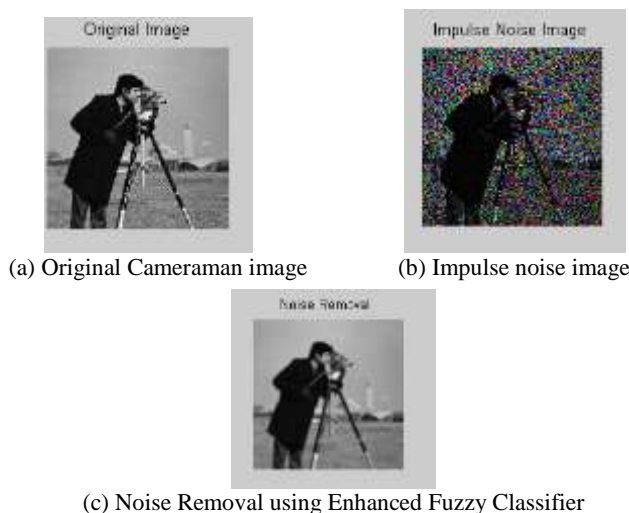 Original Image
Impulse Noise Image
(a) Original Cameraman image
(b) Impulse noise image
Noise Removal
(c) Noise Removal using Enhanced Fuzzy Classifier